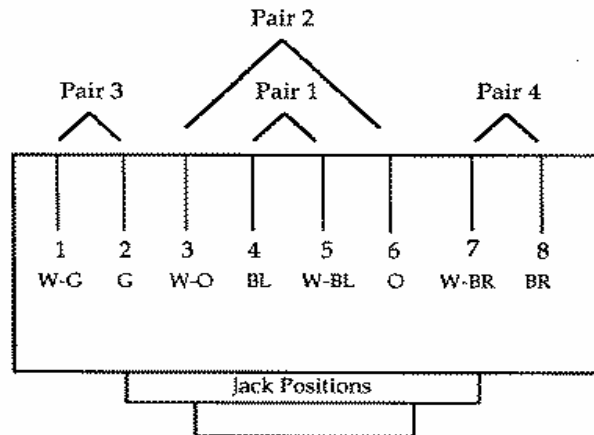 Pair 2
Pair 3 Pair 1 Pair 4
1 2 3 4 5 6 7 8
W-G G W-O BL W-BL O W-BR BR
Jack Positions